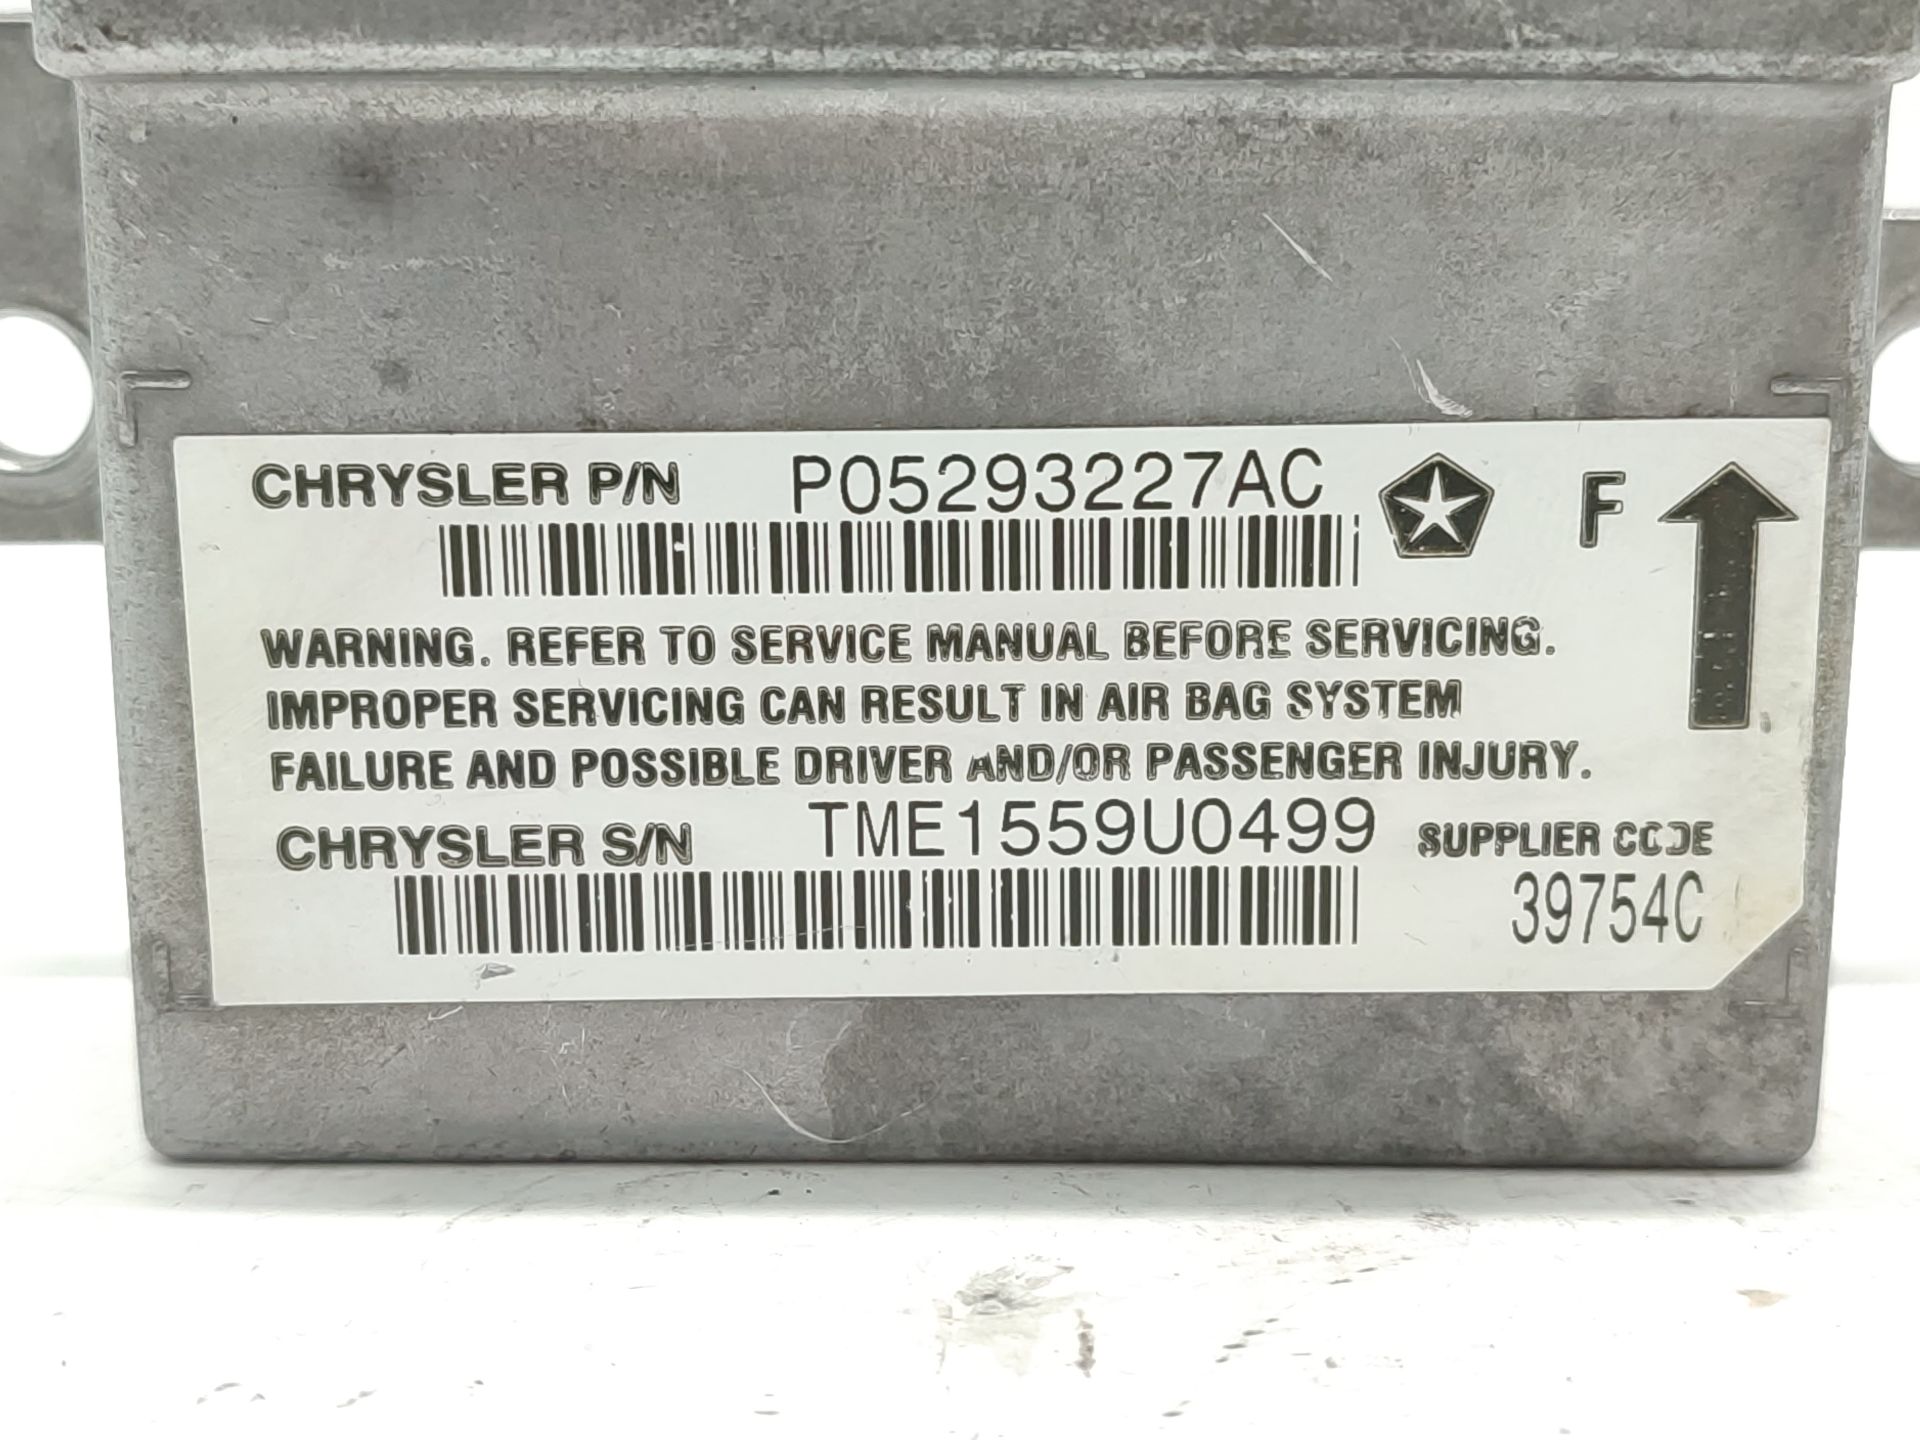 CHRYSLER P/N P05293227AC F
WARNING. REFER TO SERVICE MANUAL BEFORE SERVICING.
IMPROPER SERVICING CAN RESULT IN AIR BAG SYSTEM
FAILURE AND POSSIBLE DRIVER AND/OR PASSENGER INJURY.
CHRYSLER S/N TME1559U0499 SUPPLIER CODE
39754C